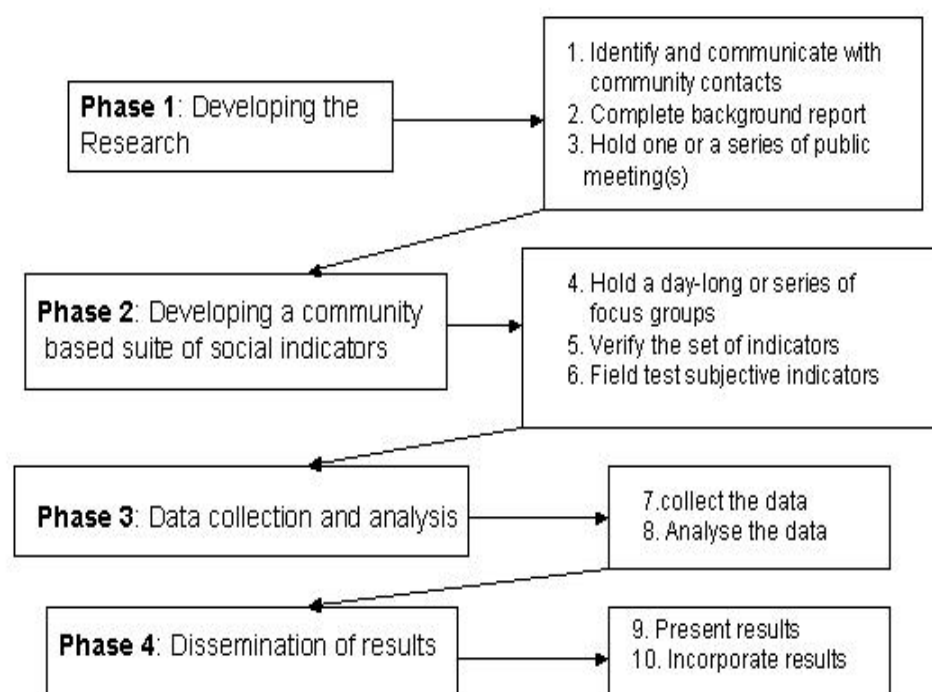 Phase 1: Developing the
Research
1. Identify and communicate with
community contacts
2. Complete background report
3. Hold one or a series of public
meeting(s)
Phase 2: Developing a community
based suite of social indicators
4. Hold a day-long or series of
focus groups
5. Verify the set of indicators
6. Field test subjective indicators
Phase 3: Data collection and analysis
7.collect the data
8. Analyse the data
Phase 4: Dissemination of results
9. Present results
10. Incorporate results